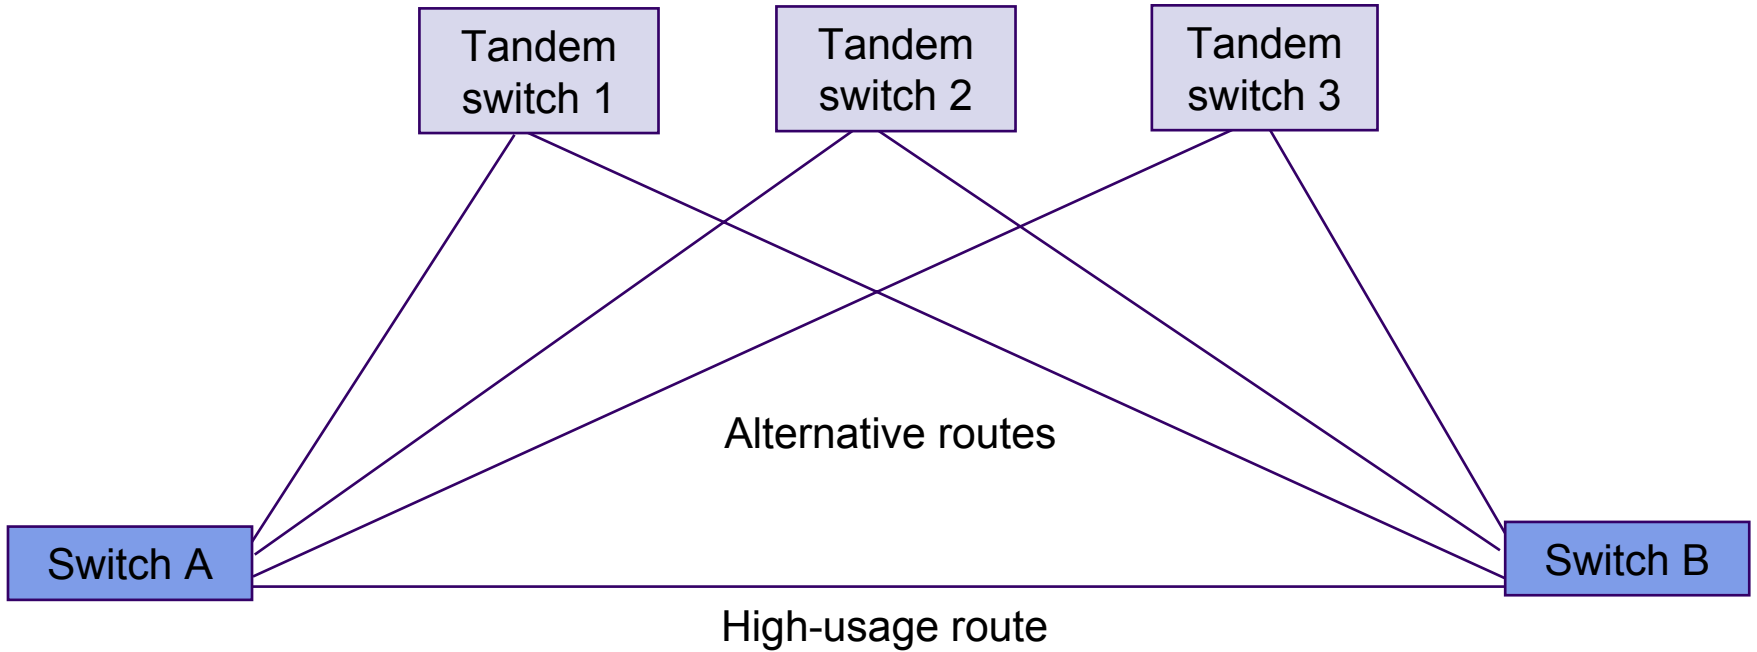 Tandem
switch 1
Tandem
switch 2
Tandem
switch 3
Alternative routes
Switch A
Switch B
High-usage route